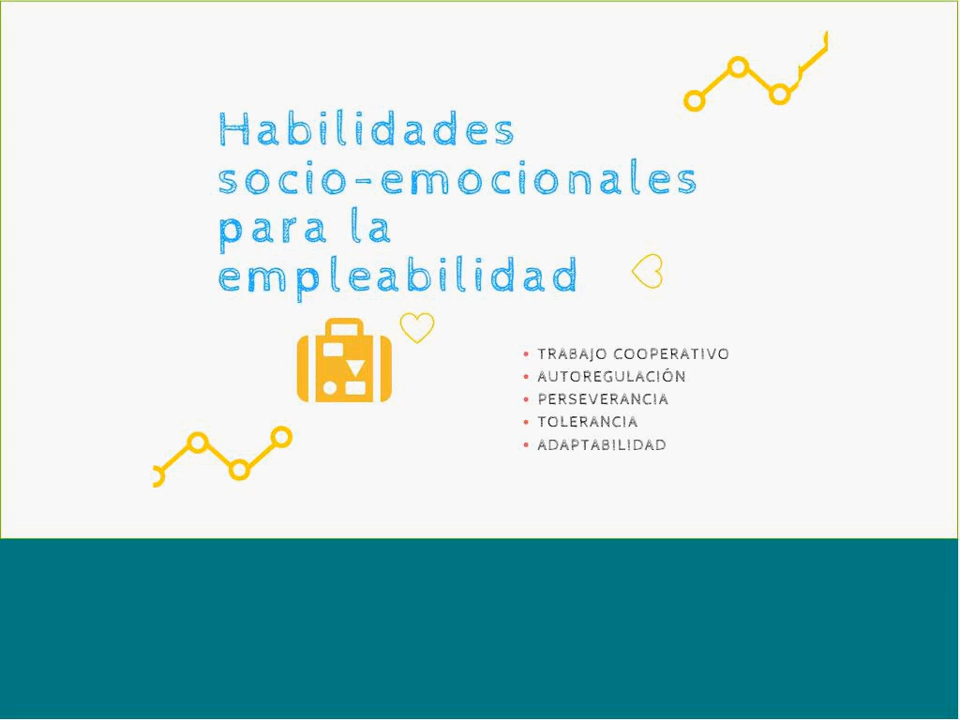 Habilidades
socio-emocionales
para la
empleabilidad
• TRABAJO COOPERATIVO
• AUTOREGULACIÓN
• PERSEVERANCIA
• TOLERANCIA
• ADAPTABILIDAD